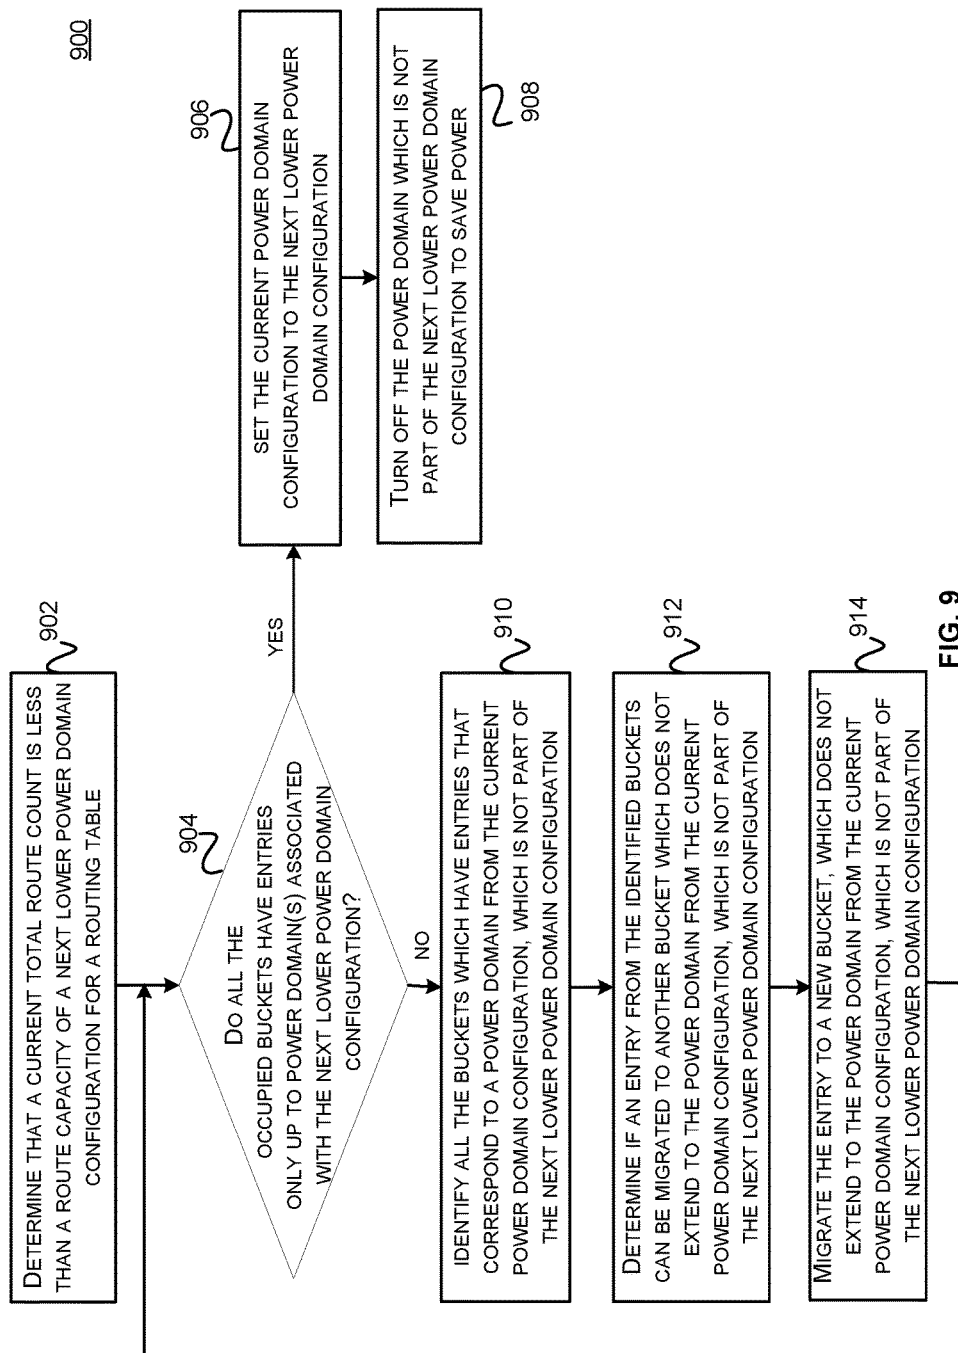 900
902
DETERMINE THAT A CURRENT TOTAL ROUTE COUNT IS LESS
THAN A ROUTE CAPACITY OF A NEXT LOWER POWER DOMAIN
CONFIGURATION FOR A ROUTING TABLE
904
DO ALL THE
OCCUPIED BUCKETS HAVE ENTRIES
ONLY UP TO POWER DOMAIN(S) ASSOCIATED
WITH THE NEXT LOWER POWER DOMAIN
CONFIGURATION?
YES
906
SET THE CURRENT POWER DOMAIN
CONFIGURATION TO THE NEXT LOWER POWER
DOMAIN CONFIGURATION
TURN OFF THE POWER DOMAIN WHICH IS NOT
PART OF THE NEXT LOWER POWER DOMAIN
CONFIGURATION TO SAVE POWER
908
NO
910
IDENTIFY ALL THE BUCKETS WHICH HAVE ENTRIES THAT
CORRESPOND TO A POWER DOMAIN FROM THE CURRENT
POWER DOMAIN CONFIGURATION, WHICH IS NOT PART OF
THE NEXT LOWER POWER DOMAIN CONFIGURATION
912
DETERMINE IF AN ENTRY FROM THE IDENTIFIED BUCKETS
CAN BE MIGRATED TO ANOTHER BUCKET WHICH DOES NOT
EXTEND TO THE POWER DOMAIN FROM THE CURRENT
POWER DOMAIN CONFIGURATION, WHICH IS NOT PART OF
THE NEXT LOWER POWER DOMAIN CONFIGURATION
914
MIGRATE THE ENTRY TO A NEW BUCKET, WHICH DOES NOT
EXTEND TO THE POWER DOMAIN FROM THE CURRENT
POWER DOMAIN CONFIGURATION, WHICH IS NOT PART OF
THE NEXT LOWER POWER DOMAIN CONFIGURATION
FIG. 9